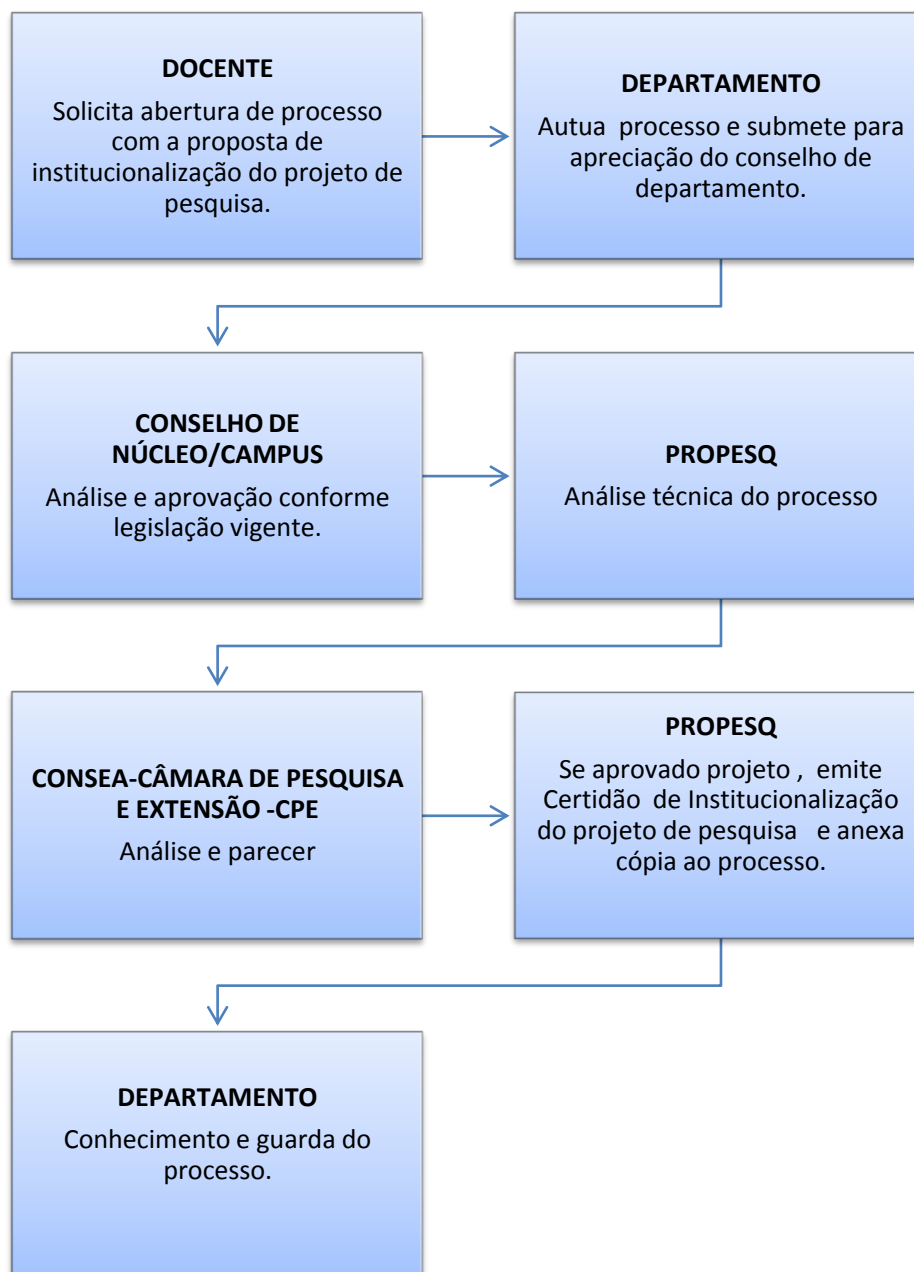 DOCENTE
Solicita abertura de processo
com a proposta de
institucionalização do projeto de
pesquisa.
DEPARTAMENTO
Autua processo e submete para
apreciação do conselho de
departamento.
CONSELHO DE
NÚCLEO/CAMPUS
Análise e aprovação conforme
legislação vigente.
PROPESQ
Análise técnica do processo
CONSEA-CÂMARA DE PESQUISA
E EXTENSÃO -CPE
Análise e parecer
PROPESQ
Se aprovado projeto , emite
Certidão de Institucionalização
do projeto de pesquisa e anexa
cópia ao processo.
DEPARTAMENTO
Conhecimento e guarda do
processo.